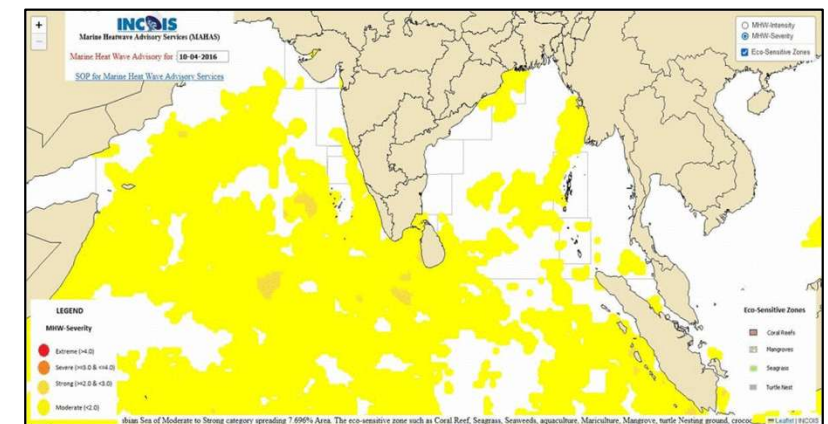 +
−
INCOIS
Marine Heatwave Advisory Services (MAHAS)
Marine Heat Wave Advisory for 10-04-2016
SOP for Marine Heat Wave Advisory Services
MHW-Intensity
MHW-Severity
Eco-Sensitive Zones
LEGEND
MHW-Severity
Extreme (>4.0)
Severe (>=3.0 & <=4.0)
Strong (>=2.0 & <3.0)
Moderate (<2.0)
Eco-Sensitive Zones
Coral Reefs
Mangroves
Seagrass
Turtle Nest
bian Sea of Moderate to Strong category spreading 7.696% Area. The eco-sensitive zone such as Coral Reef, Seagrass, Seaweeds, aquaculture, Mariculture, Mangrove, turtle Nesting ground, crococ
Leaflet | INCOIS